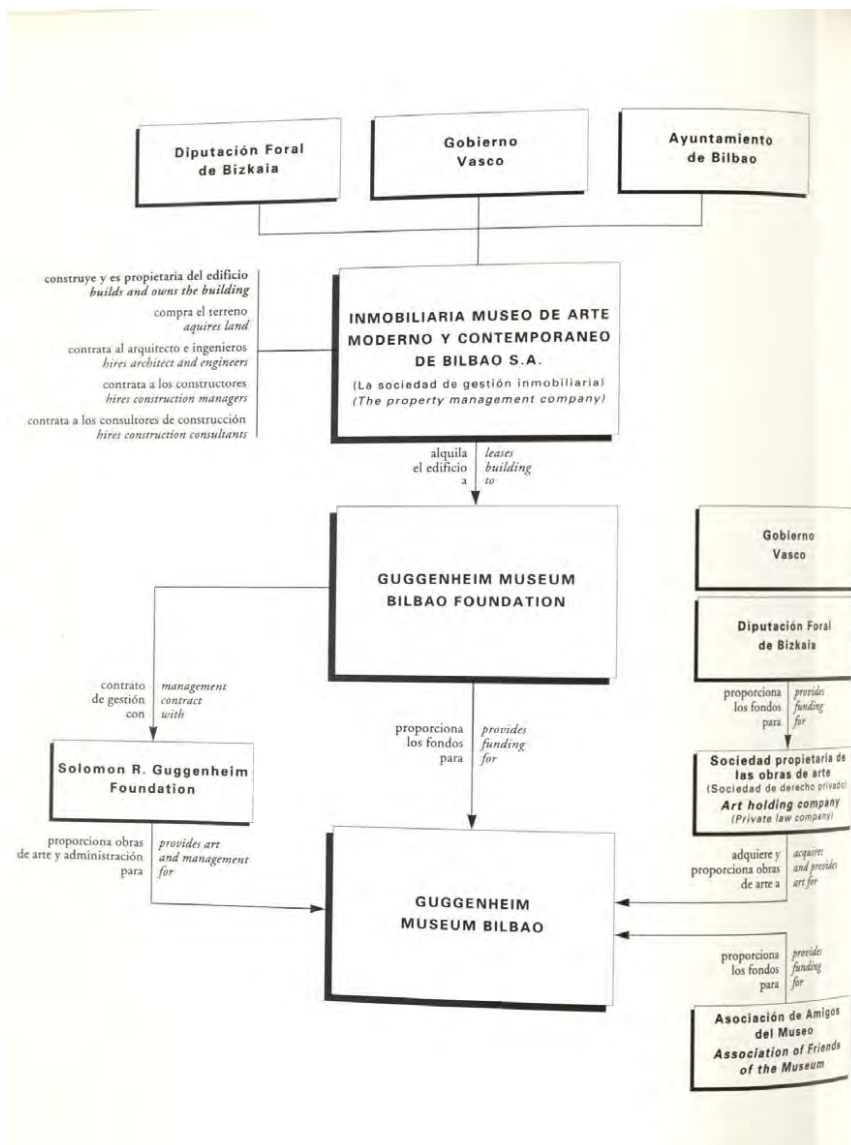 Diputación Foral
de Bizkaia
Gobierno
Vasco
Ayuntamiento
de Bilbao
construye y es propietaria del edificio
builds and owns the building
compra el terreno
aquires land
contrata al arquitecto e ingenieros
hires architect and engineers
contrata a los constructores
hires construction managers
contrata a los consultores de construcción
hires construction consultants
INMOBILIARIA MUSEO DE ARTE
MODERNO Y CONTEMPORANEO
DE BILBAO S.A.
(La sociedad de gestión inmobiliaria)
(The property management company)
alquila
el edificio
a
leases
building
to
GUGGENHEIM MUSEUM
BILBAO FOUNDATION
contrato
de gestión
con
management
contract
with
Solomon R. Guggenheim
Foundation
proporciona obras
de arte y administración
para
provides art
and management
for
proporciona
los fondos
para
provides
funding
for
GUGGENHEIM
MUSEUM BILBAO
Gobierno
Vasco
Diputación Foral
de Bizkaia
proporciona
los fondos
para
provides
funding
for
Sociedad propietaria de
las obras de arte
(Sociedad de derecho privado)
Art holding company
(Private law company)
adquiere y
proporciona obras
de arte a
acquires
and provides
art for
proporciona
los fondos
para
provides
funding
for
Asociación de Amigos
del Museo
Association of Friends
of the Museum